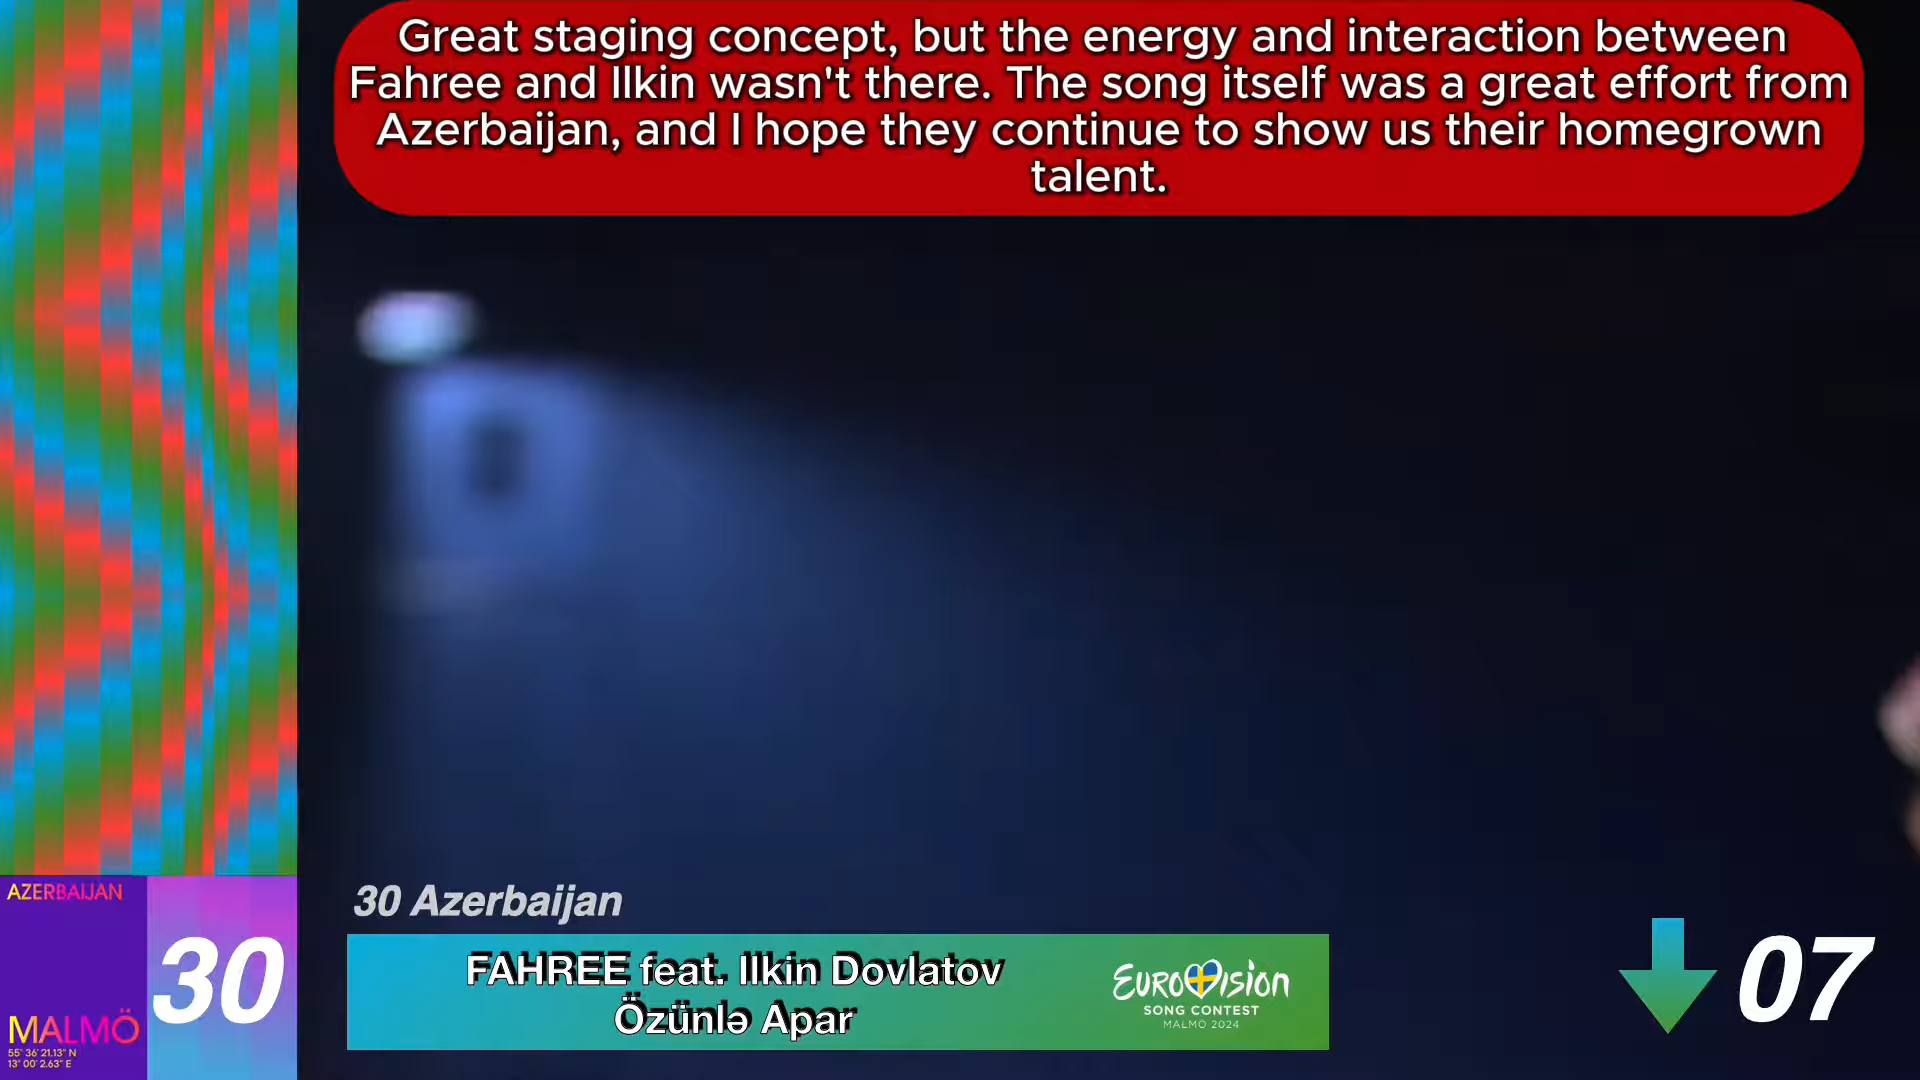 Great staging concept, but the energy and interaction between
Fahree and Ilkin wasn't there. The song itself was a great effort from
Azerbaijan, and I hope they continue to show us their homegrown
talent.
30 Azerbaijan
FAHREE feat. Ilkin Dovlatov
Özünlə Apar
EUROVISION
SONG CONTEST
MALMÖ 2024
07
AZERBAIJAN
30
MALMÖ
55° 36' 21.13" N
13° 00' 2.63" E